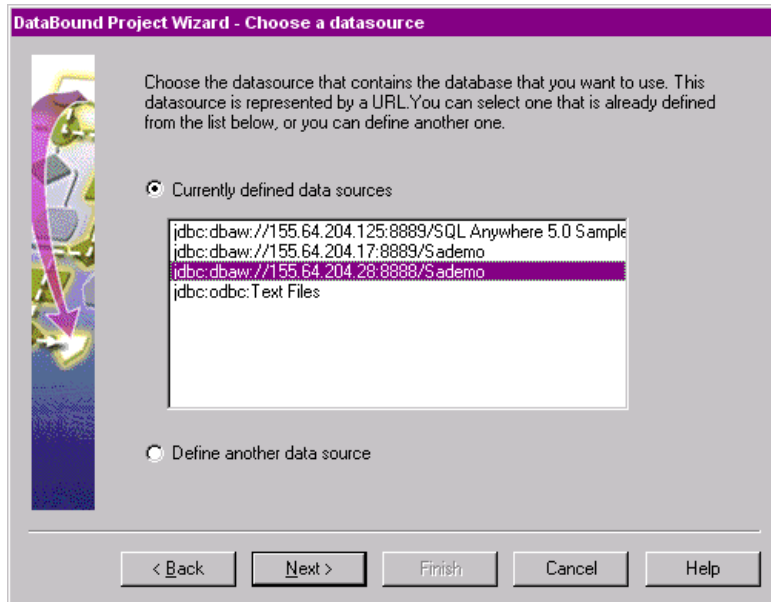 DataBound Project Wizard - Choose a datasource
Choose the datasource that contains the database that you want to use. This
datasource is represented by a URL.You can select one that is already defined
from the list below, or you can define another one.
Currently defined data sources
jdbc:dbaw://155.64.204.125:8889/SQL Anywhere 5.0 Sample
jdbc:dbaw://155.64.204.17:8889/Sademo
jdbc:dbaw://155.64.204.28:8888/Sademo
jdbc:odbc:Text Files
Define another data source
< Back Next > Finish Cancel Help